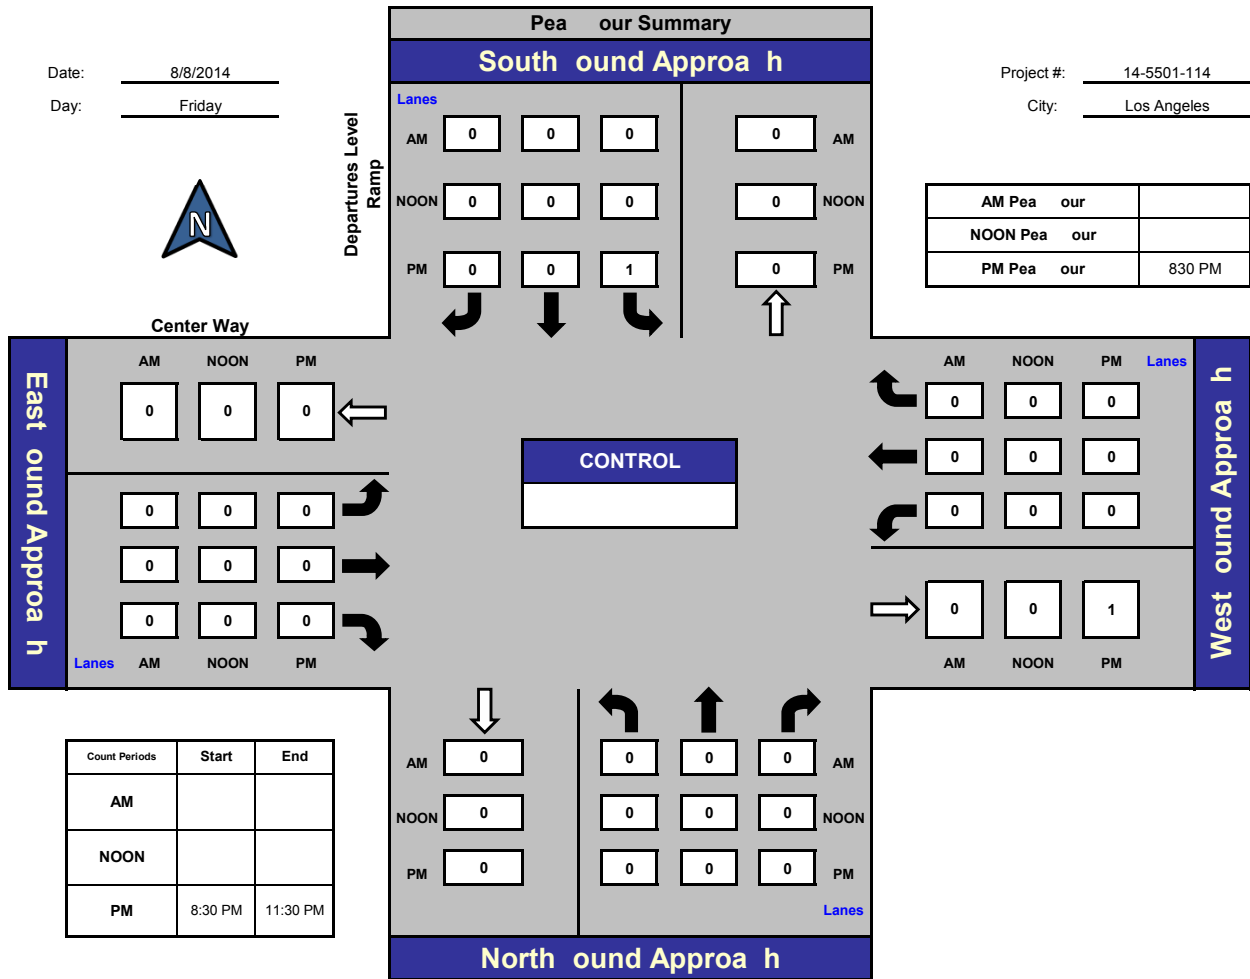 Pea our Summary
South ound Approa h
Date: 8/8/2014
Day: Friday
Project #: 14-5501-114
City: Los Angeles
N
Departures Level
Ramp
Lanes
AM 0 0 0 0 AM
NOON 0 0 0 0 NOON
PM 0 0 1 0 PM
AM Pea our
NOON Pea our
PM Pea our 830 PM
Center Way
East ound Approa h
AM NOON PM
0 0 0
0 0 0
0 0 0
0 0 0
Lanes AM NOON PM
CONTROL
AM NOON PM Lanes
0 0 0
0 0 0
0 0 0
0 0 1
AM NOON PM
West ound Approa h
Count Periods Start End
AM
NOON
PM 8:30 PM 11:30 PM
AM 0 0 0 0 AM
NOON 0 0 0 0 NOON
PM 0 0 0 0 PM
Lanes
North ound Approa h